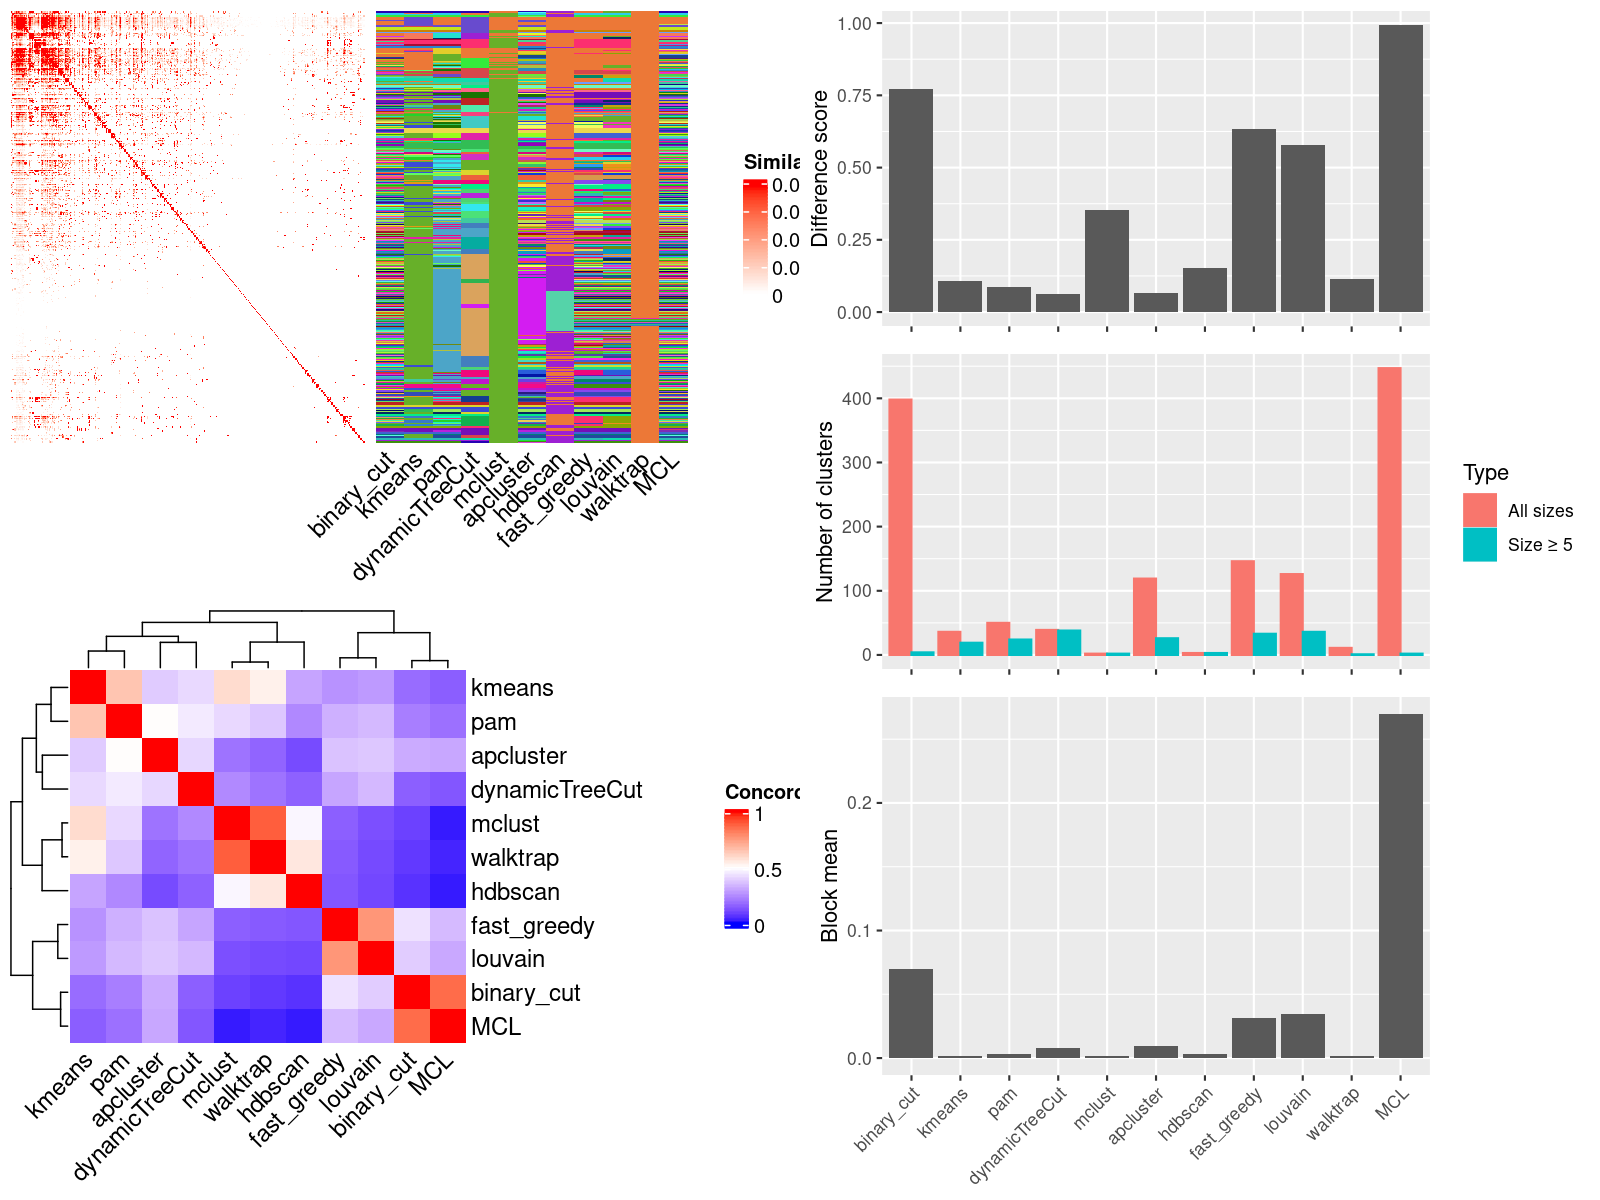 Simila
0.0
0.0
0.0
0.0
0
binary_cut
kmeans
pam
dynamicTreeCut
mclust
apcluster
hdbscan
fast_greedy
louvain
walktrap
MCL
kmeans
pam
apcluster
dynamicTreeCut
mclust
walktrap
hdbscan
fast_greedy
louvain
binary_cut
MCL
Concord
1
0.5
0
kmeans
pam
apcluster
dynamicTreeCut
mclust
walktrap
hdbscan
fast_greedy
louvain
binary_cut
MCL
Difference score
1.00
0.75
0.50
0.25
0.00
Number of clusters
400
300
200
100
0
Type
All sizes
Size ≥ 5
Block mean
0.2
0.1
0.0
binary_cut
kmeans
pam
dynamicTreeCut
mclust
apcluster
hdbscan
fast_greedy
louvain
walktrap
MCL